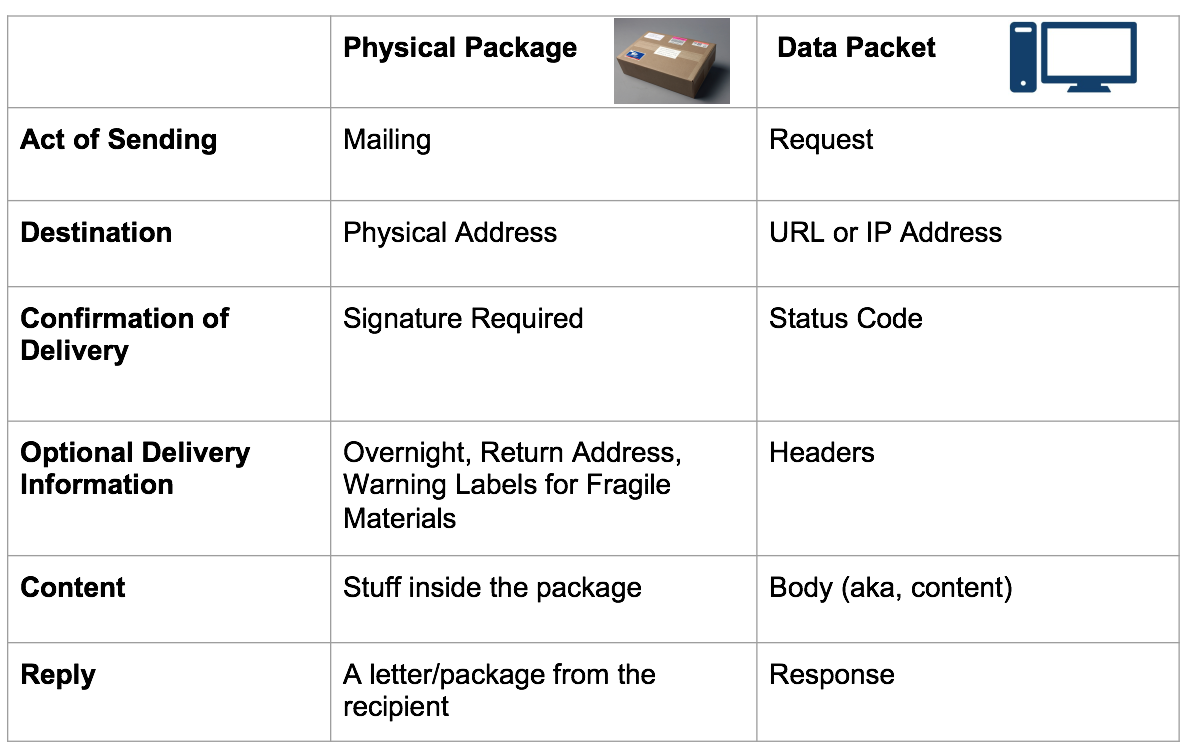 Physical Package
Data Packet
Act of Sending
Mailing
Request
Destination
Physical Address
URL or IP Address
Confirmation of
Delivery
Signature Required
Status Code
Optional Delivery
Information
Overnight, Return Address,
Warning Labels for Fragile
Materials
Headers
Content
Stuff inside the package
Body (aka, content)
Reply
A letter/package from the
recipient
Response